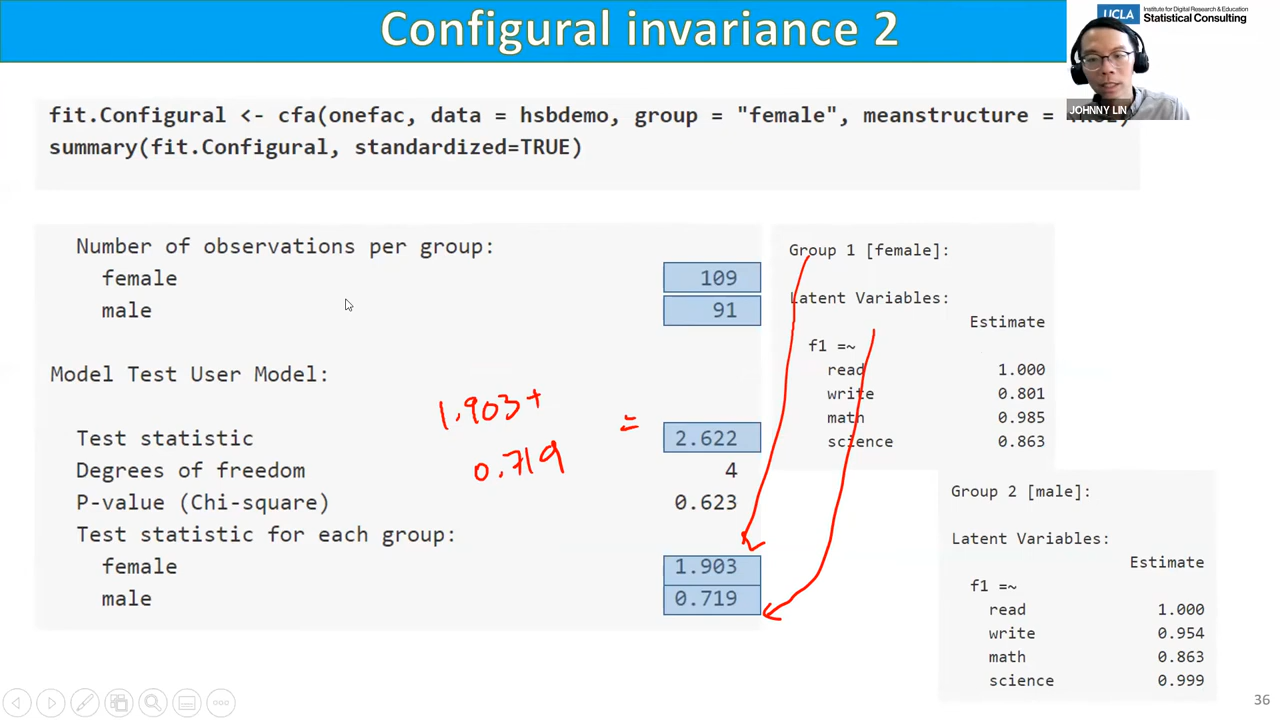 Configural invariance 2
UCLA
Institute for Digital Research & Education
Statistical Consulting
JOHNNY LIN
fit.Configural <- cfa(onefac, data = hsbdemo, group = "female", meanstructure = TRUE)
summary(fit.Configural, standardized=TRUE)
Number of observations per group:
female 109
male 91
Model Test User Model:
1.903+
0.719
=
Test statistic 2.622
Degrees of freedom 4
P-value (Chi-square) 0.623
Test statistic for each group:
female 1.903
male 0.719
Group 1 [female]:
Latent Variables:
Estimate
f1 =~
read 1.000
write 0.801
math 0.985
science 0.863
Group 2 [male]:
Latent Variables:
Estimate
f1 =~
read 1.000
write 0.954
math 0.863
science 0.999
36